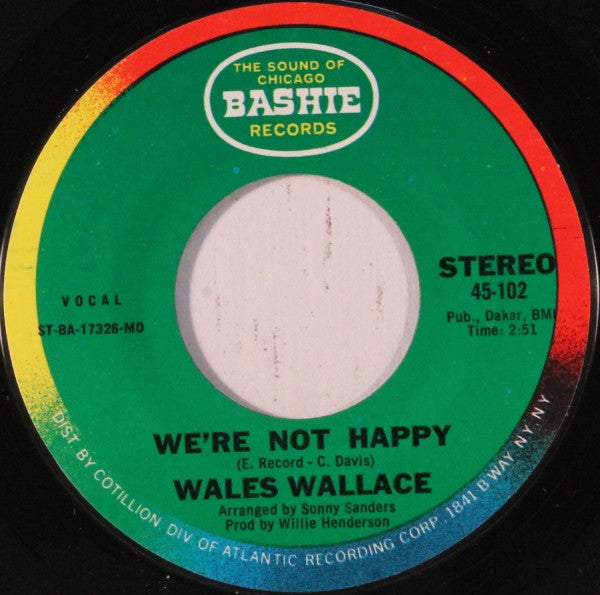 THE SOUND OF
CHICAGO
BASHIE
RECORDS
STEREO
45-102
Pub., Dakar, BMI
Time: 2:51
VOCAL
ST-BA-17326-MO
WE'RE NOT HAPPY
(E. Record - C. Davis)
WALES WALLACE
Arranged by Sonny Sanders
Prod by Willie Henderson
DIST BY COTILLION DIV OF ATLANTIC RECORDING CORP 1841 B WAY NY. NY